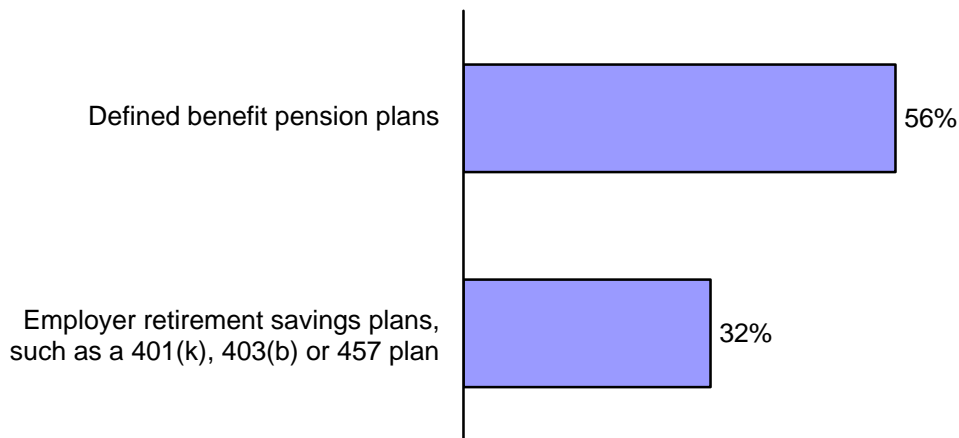 Defined benefit pension plans
56%
Employer retirement savings plans,
such as a 401(k), 403(b) or 457 plan
32%